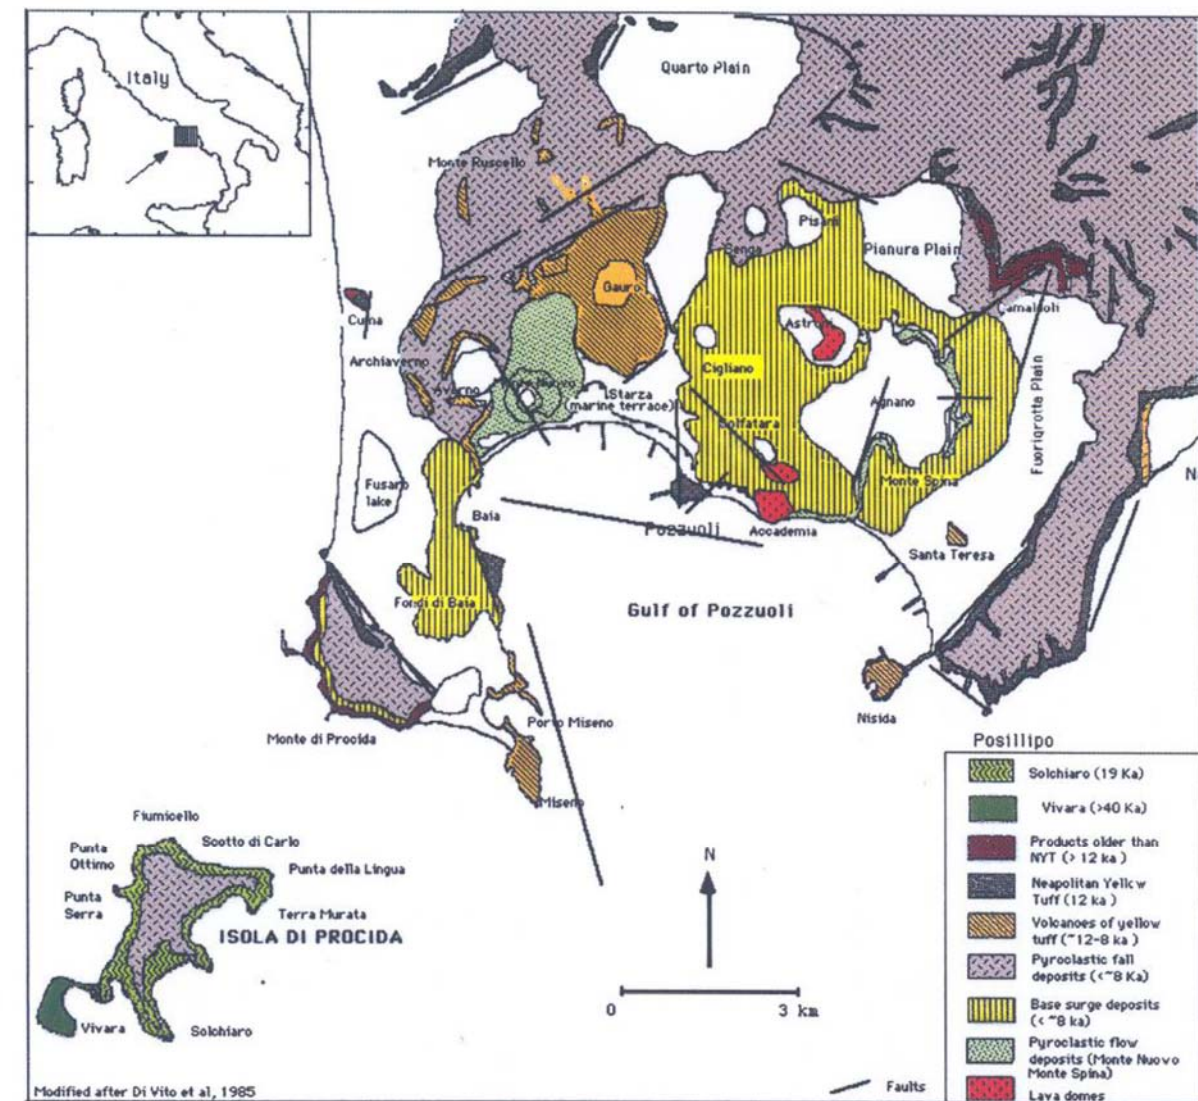 Italy
Quarto Plain
Monte Ruscello
Pisani
Senga
Pianura Plain
Gauro
Camaldoli
Cuma
Astroni
Archiaverno
Averno
Monte Nuovo
Cigliano
Starza
(marine terrace)
Agnano
Fuorigrotta Plain
Solfatara
Fusaro
lake
Monte Spina
N
Baia
Pozzuoli
Accademia
Santa Teresa
Fondi di Baia
Gulf of Pozzuoli
Nisida
Porto Miseno
Monte di Procida
Posillipo
Miseno
Fiumicello
Scotto di Carlo
Punta
Ottimo
Punta della Lingua
Punta
Serra
Terra Murata
ISOLA DI PROCIDA
Vivara
Solchiaro
N
0 3 km
Solchiaro (19 Ka)
Vivara (>40 Ka)
Products older than
NYT (> 12 ka )
Neapolitan Yellow
Tuff (12 ka )
Volcanoes of yellow
tuff (~12-8 ka )
Pyroclastic fall
deposits (<~8 Ka)
Base surge deposits
(< ~8 ka)
Pyroclastic flow
deposits (Monte Nuovo
Monte Spina)
Lava domes
Faults
Modified after Di Vito et al, 1985